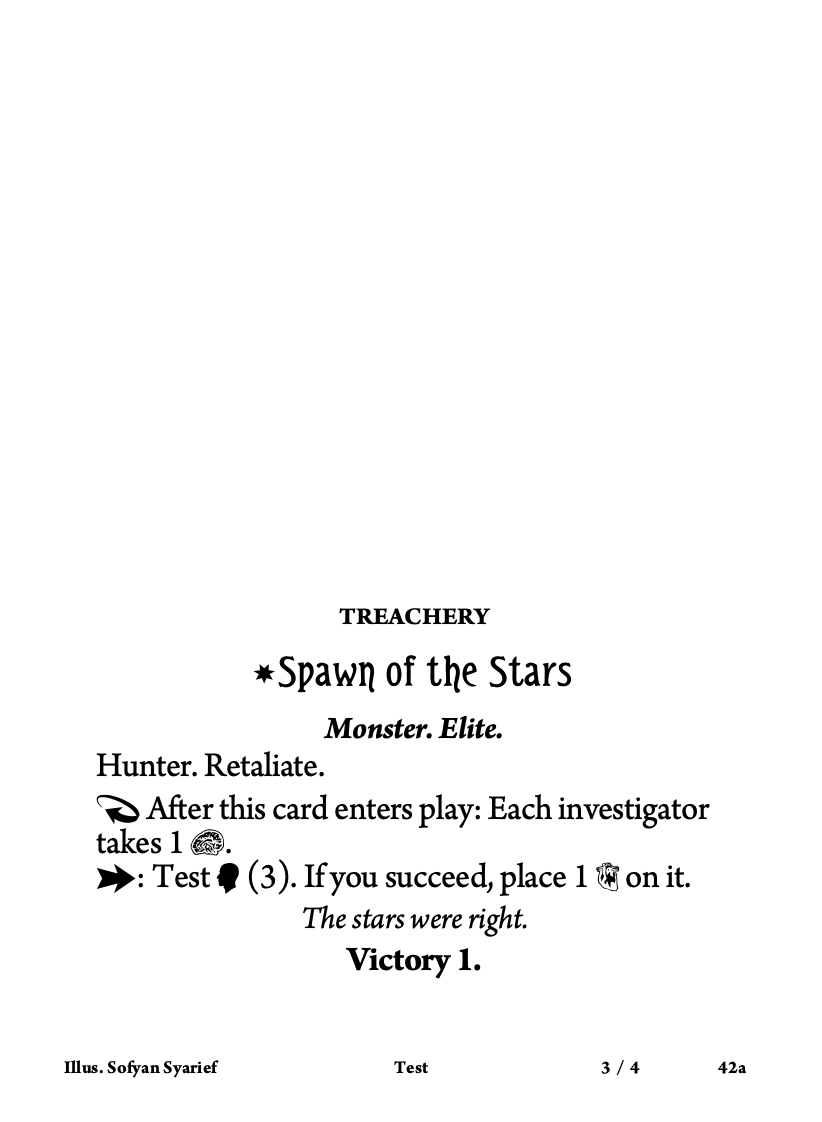 TREACHERY
Spawn of the Stars
Monster. Elite.
Hunter. Retaliate.
After this card enters play: Each investigator
takes 1 .
: Test (3). If you succeed, place 1 on it.
The stars were right.
Victory 1.
Illus. Sofyan Syarief Test 3 / 4 42a